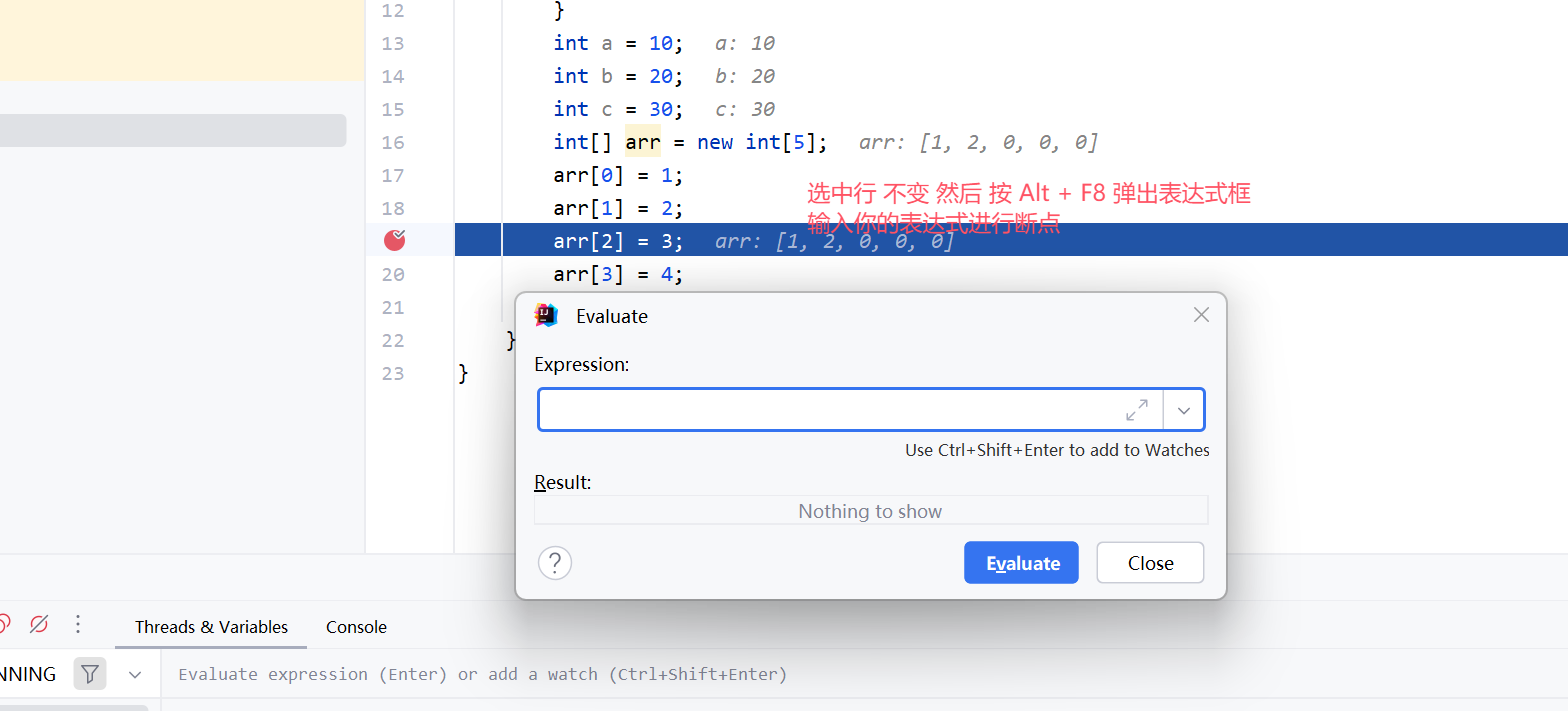 12 }
13 int a = 10; a: 10
14 int b = 20; b: 20
15 int c = 30; c: 30
16 int[] arr = new int[5]; arr: [1, 2, 0, 0, 0]
17 arr[0] = 1;
选中行 不变 然后 按 Alt + F8 弹出表达式框
18 arr[1] = 2;
输入你的表达式进行断点
arr[2] = 3; arr: [1, 2, 0, 0, 0]
20 arr[3] = 4;
21
22 }
23 }
Evaluate
Expression:
Use Ctrl+Shift+Enter to add to Watches
Result:
Nothing to show
? Evaluate Close
Threads & Variables Console
NNING Evaluate expression (Enter) or add a watch (Ctrl+Shift+Enter)